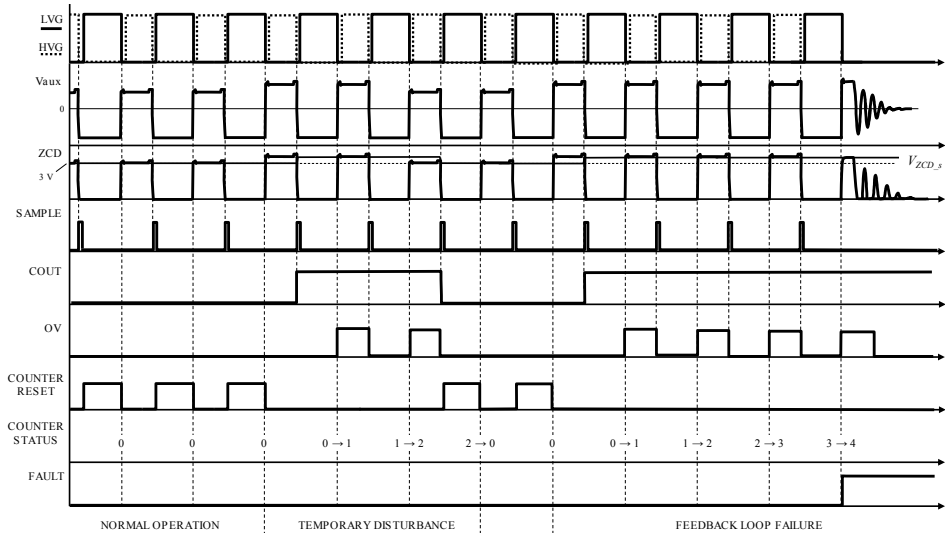 LVG
HVG
Vaux
0
ZCD
3 V
V_ZCD_s
SAMPLE
COUT
OV
COUNTER
RESET
COUNTER
STATUS
0 0 0 0→1 1→2 2→0 0 0→1 1→2 2→3 3→4
FAULT
NORMAL OPERATION TEMPORARY DISTURBANCE FEEDBACK LOOP FAILURE